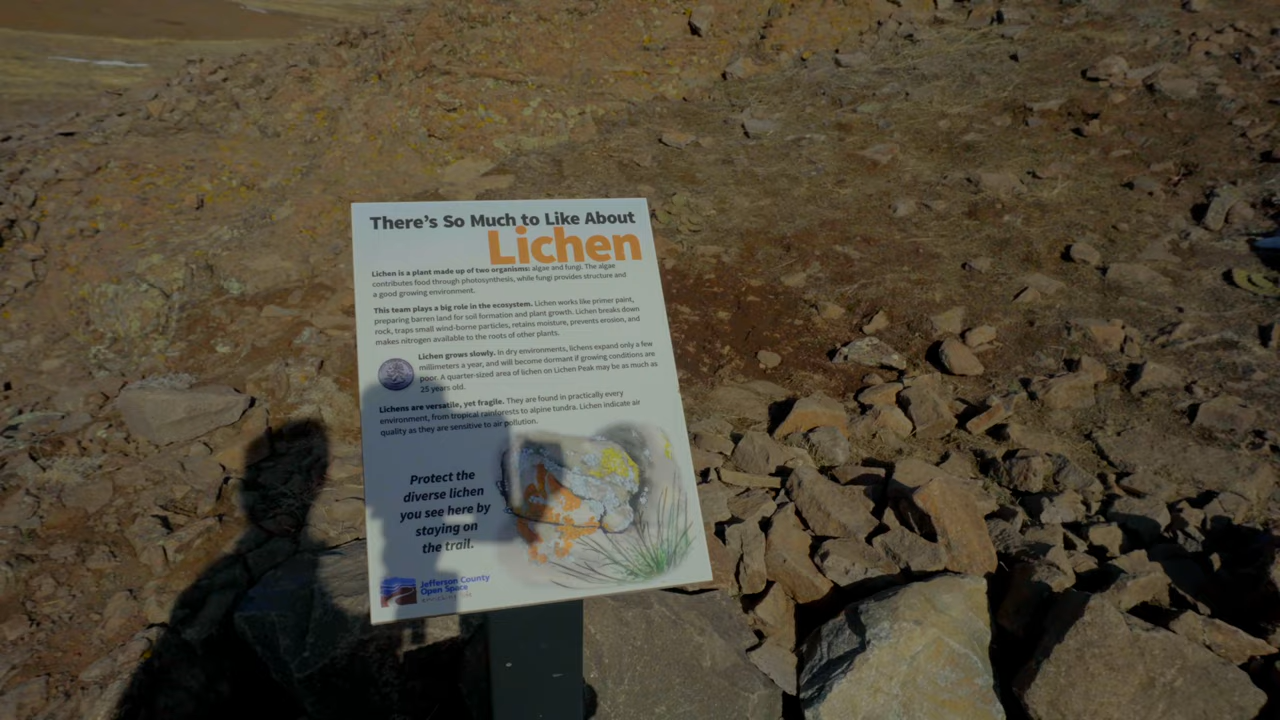 There's So Much to Like About
Lichen
Lichen is a plant made up of two organisms: algae and fungi. The algae
contributes food through photosynthesis, while fungi provides structure and
a good growing environment.
This team plays a big role in the ecosystem. Lichen works like primer paint,
preparing barren land for soil formation and plant growth. Lichen breaks down
rock, traps small wind-borne particles, retains moisture, prevents erosion, and
makes nitrogen available to the roots of other plants.
Lichen grows slowly. In dry environments, lichens expand only a few
millimeters a year, and will become dormant if growing conditions are
poor. A quarter-sized area of lichen on Lichen Peak may be as much as
25 years old.
Lichens are versatile, yet fragile. They are found in practically every
environment, from tropical rainforests to alpine tundra. Lichen indicate air
quality as they are sensitive to air pollution.
Protect the
diverse lichen
you see here by
staying on
the trail.
Jefferson County
Open Space